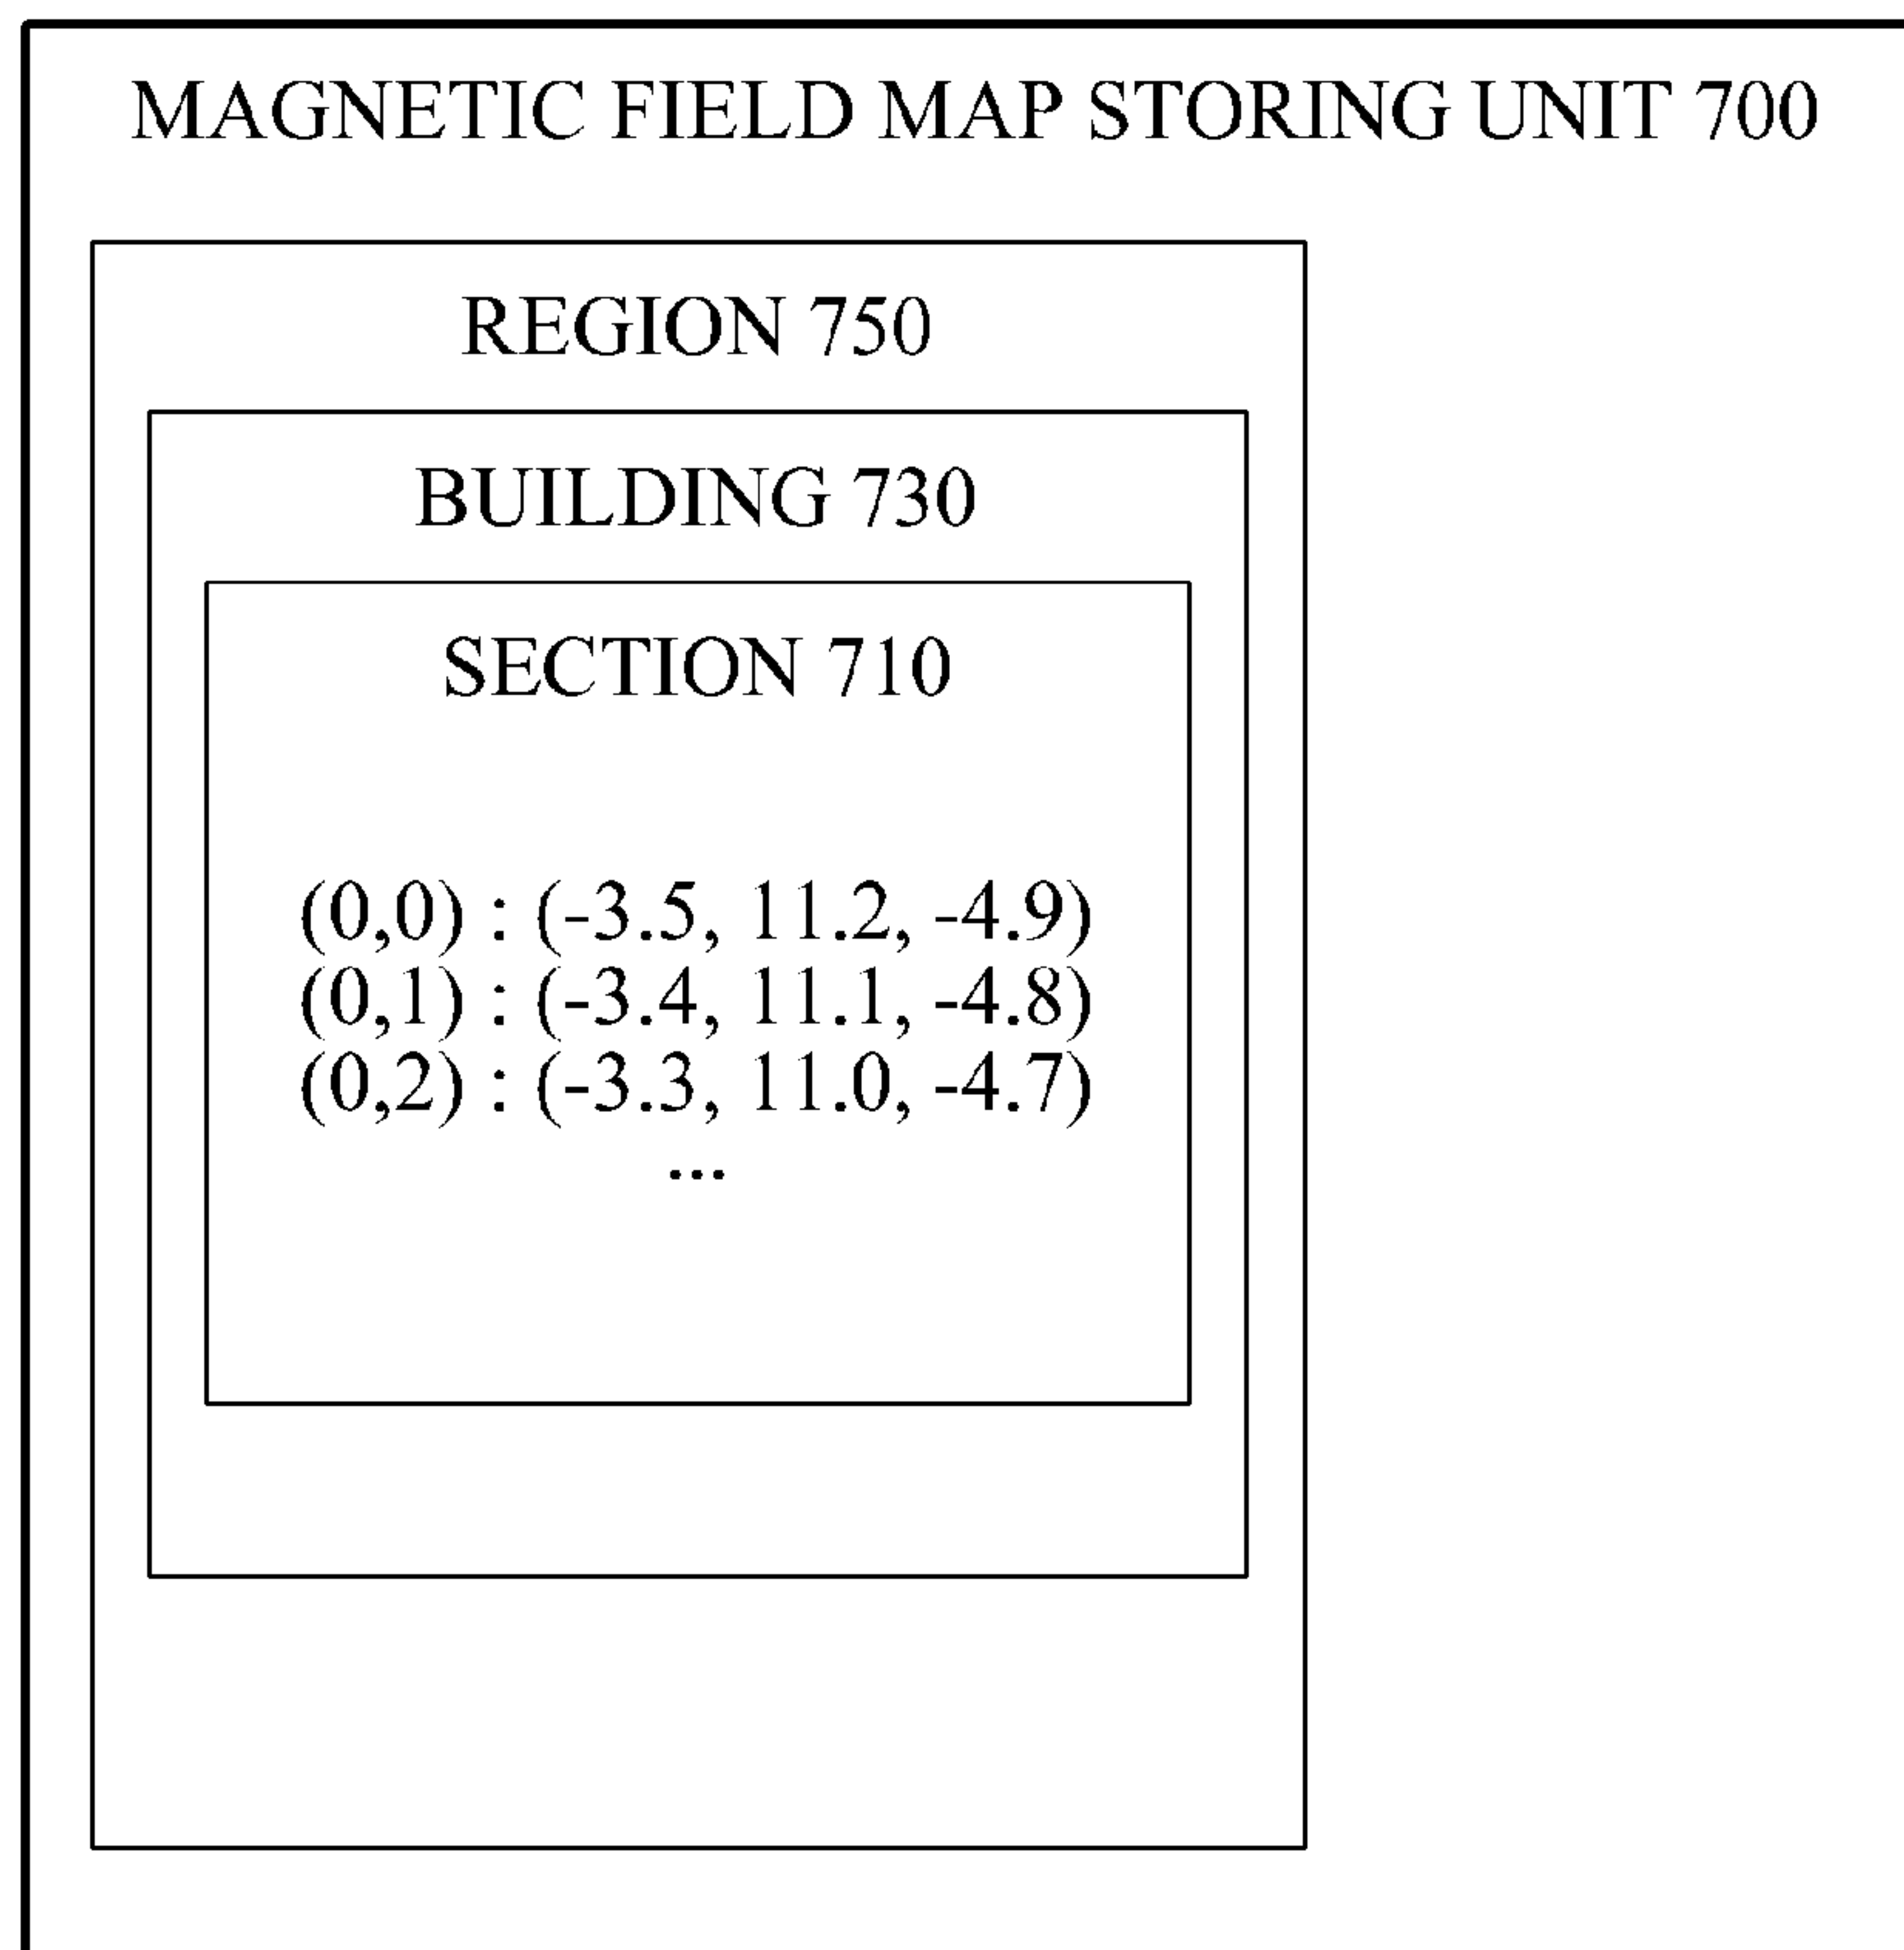 MAGNETIC FIELD MAP STORING UNIT 700
REGION 750
BUILDING 730
SECTION 710
(0,0) : (-3.5, 11.2, -4.9)
(0,1) : (-3.4, 11.1, -4.8)
(0,2) : (-3.3, 11.0, -4.7)
...